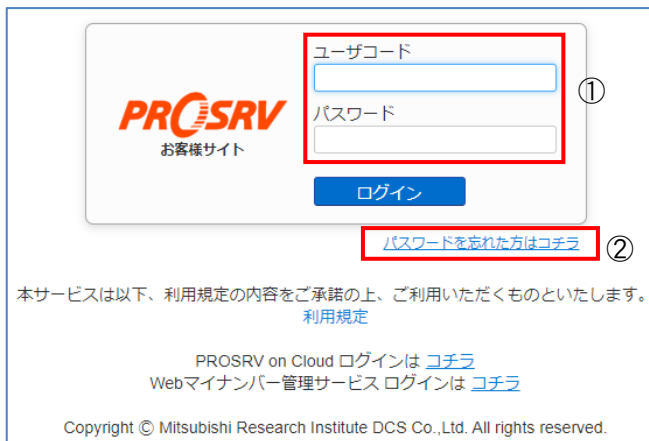 ユーザコード
①
PROSRV
お客様サイト
パスワード
ログイン
パスワードを忘れた方はコチラ
②
本サービスは以下、利用規定の内容をご承諾の上、ご利用いただくものといたします。
利用規定
PROSRV on Cloud ログインは コチラ
Webマイナンバー管理サービス ログインは コチラ
Copyright © Mitsubishi Research Institute DCS Co.,Ltd. All rights reserved.